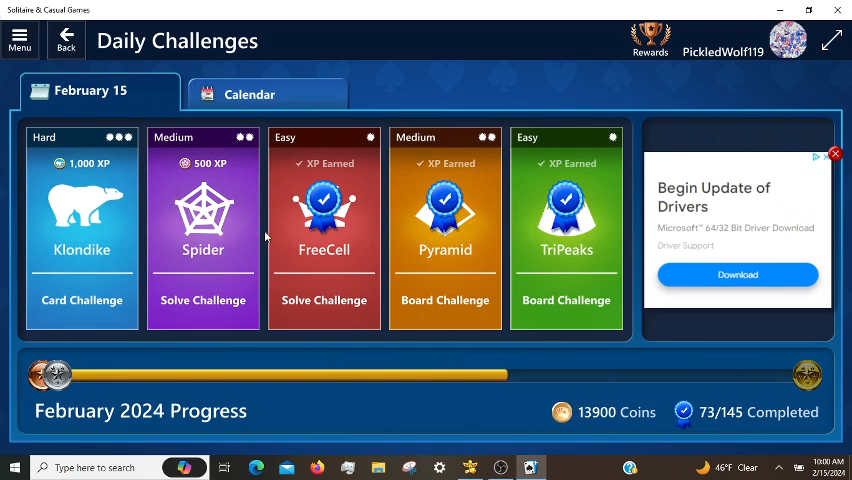 Solitaire & Casual Games
Menu
Back
Daily Challenges
Rewards
PickledWolf119
February 15
Calendar
Hard
1,000 XP
Klondike
Card Challenge
Medium
500 XP
Spider
Solve Challenge
Easy
XP Earned
FreeCell
Solve Challenge
Medium
XP Earned
Pyramid
Board Challenge
Easy
XP Earned
TriPeaks
Board Challenge
Begin Update of
Drivers
Microsoft™ 64/32 Bit Driver Download
Driver Support
Download
February 2024 Progress
13900 Coins
73/145 Completed
Type here to search
46°F Clear
10:00 AM
2/15/2024